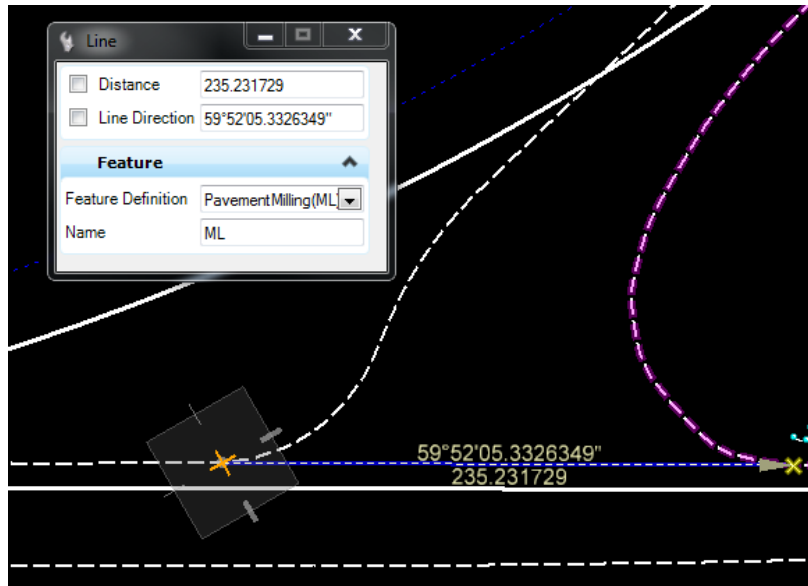 Line
Distance 235.231729
Line Direction 59°52'05.3326349"
Feature
Feature Definition PavementMilling(ML)
Name ML
59°52'05.3326349"
235.231729